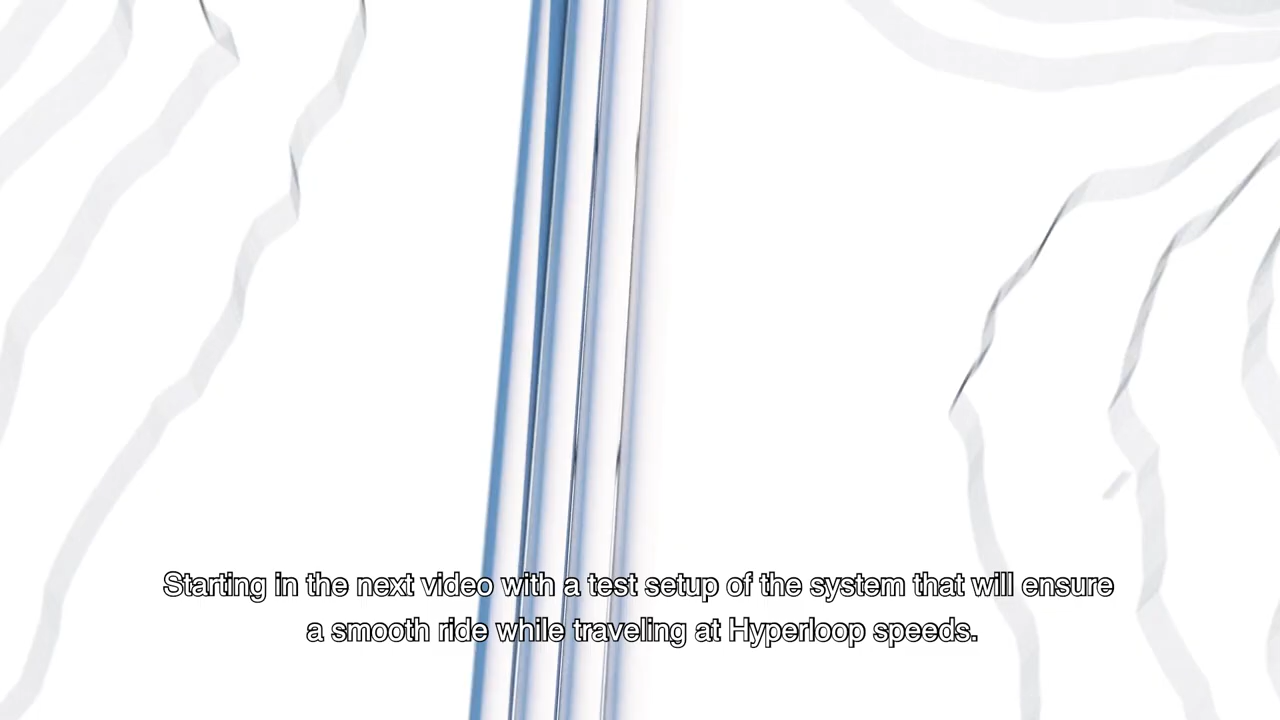 Starting in the next video with a test setup of the system that will ensure
a smooth ride while traveling at Hyperloop speeds.